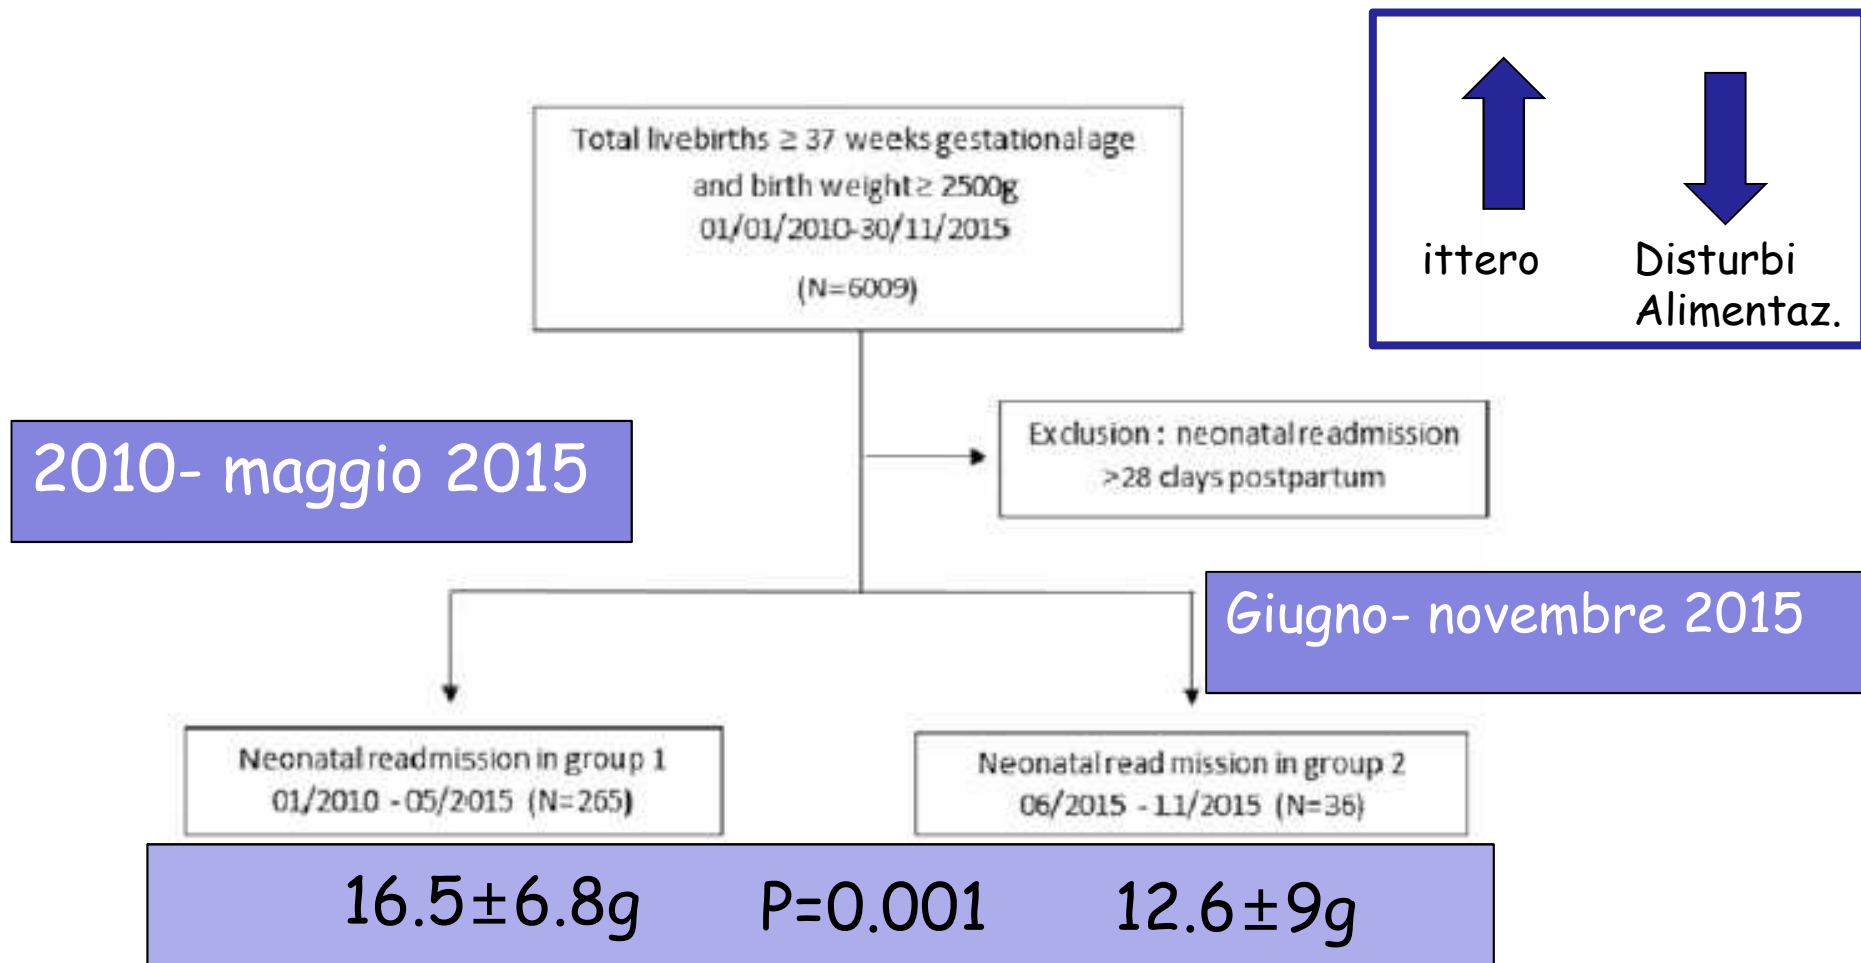 ittero
Disturbi
Alimentaz.
Total livebirths ≥ 37 weeks gestational age
and birth weight ≥ 2500g
01/01/2010-30/11/2015
(N=6009)
Exclusion : neonatal readmission
>28 clays postpartum
2010- maggio 2015
Giugno- novembre 2015
Neonatal readmission in group 1
01/2010 - 05/2015 (N=265)
Neonatal read mission in group 2
06/2015 - 11/2015 (N=36)
16.5±6.8g P=0.001 12.6±9g